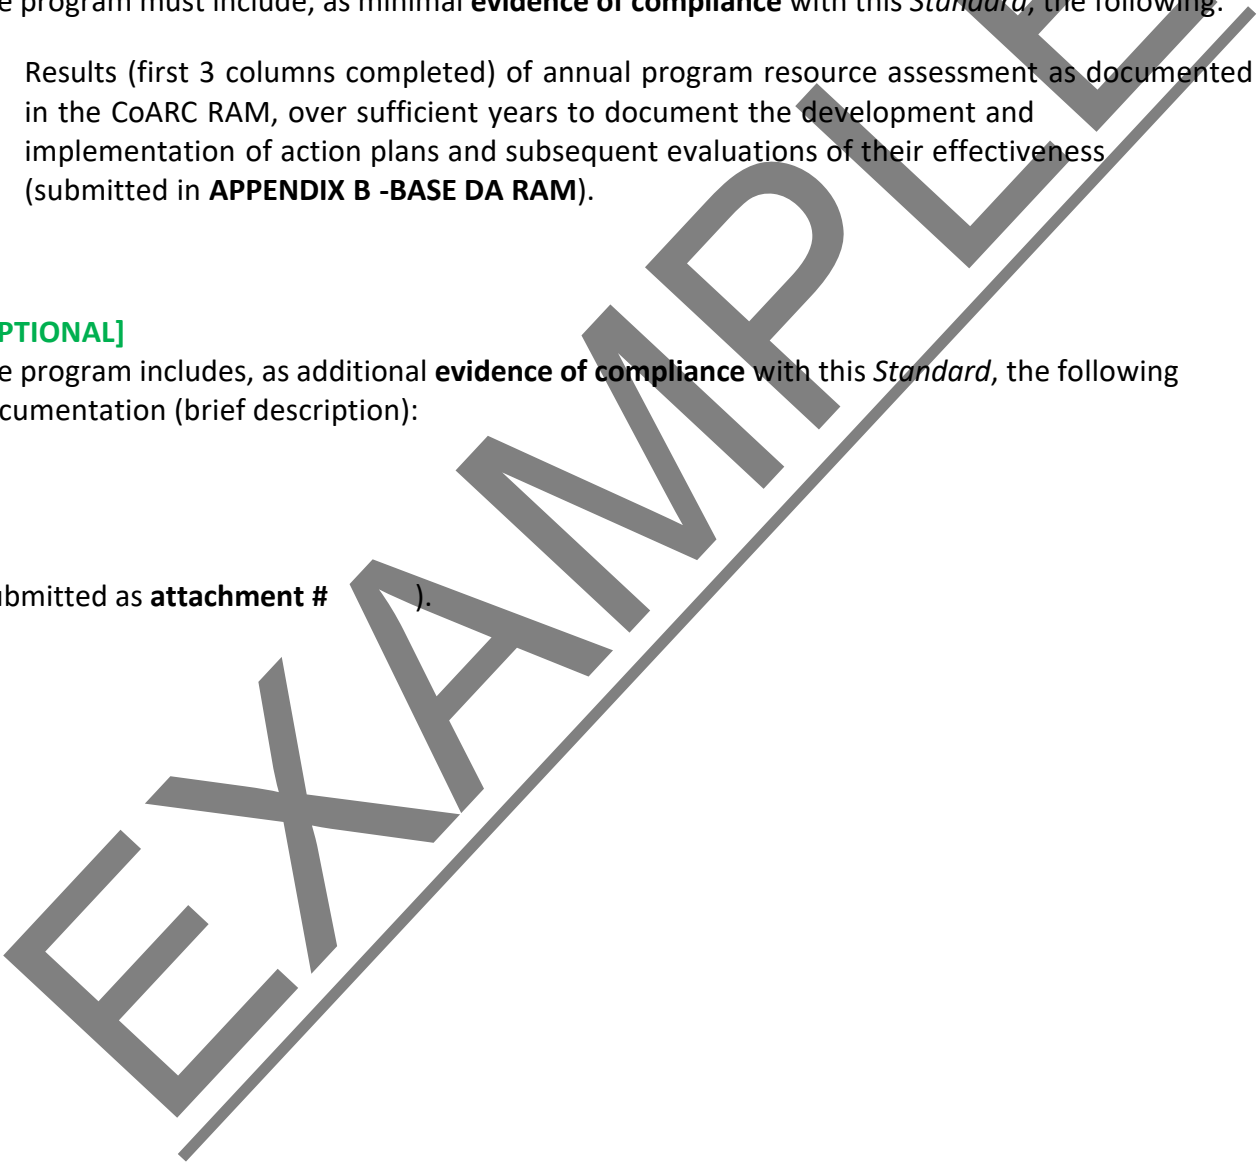 e program must include, as minimal evidence of compliance with this Standard, the following:
Results (first 3 columns completed) of annual program resource assessment as documented
in the CoARC RAM, over sufficient years to document the development and
implementation of action plans and subsequent evaluations of their effectiveness
(submitted in APPENDIX B -BASE DA RAM).
PTIONAL]
e program includes, as additional evidence of compliance with this Standard, the following
cumentation (brief description):
ubmitted as attachment # ).
EXAMPLE